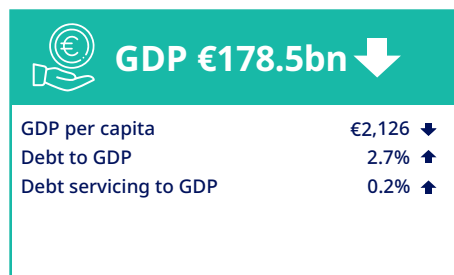 GDP €178.5bn
GDP per capita €2,126
Debt to GDP 2.7%
Debt servicing to GDP 0.2%